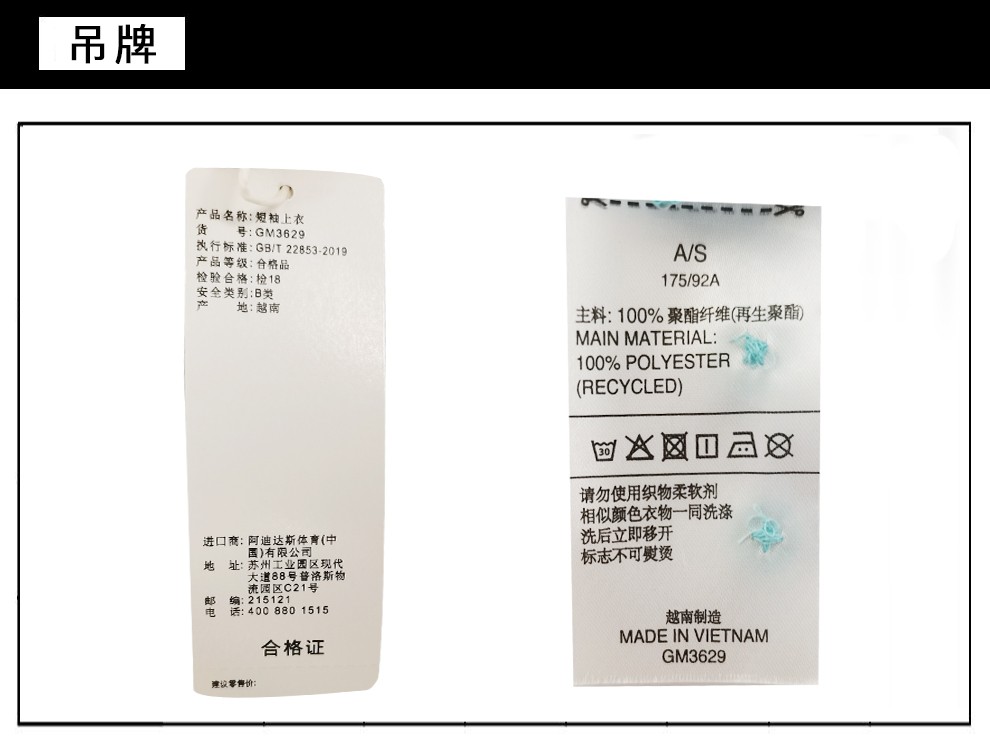 吊牌
产品名称:短袖上衣
货 号:GM3629
执行标准:GB/T 22853-2019
产品等级:合格品
检验合格:检18
安全类别:B类
产 地:越南
进口商:阿迪达斯体育(中
国)有限公司
地 址:苏州工业园区现代
大道88号普洛斯物
流园区C21号
邮 编:215121
电 话:400 880 1515
合格证
建议零售价:
A/S
175/92A
主料: 100% 聚酯纤维(再生聚酯)
MAIN MATERIAL:
100% POLYESTER
(RECYCLED)
30
请勿使用织物柔软剂
相似颜色衣物一同洗涤
洗后立即移开
标志不可熨烫
越南制造
MADE IN VIETNAM
GM3629